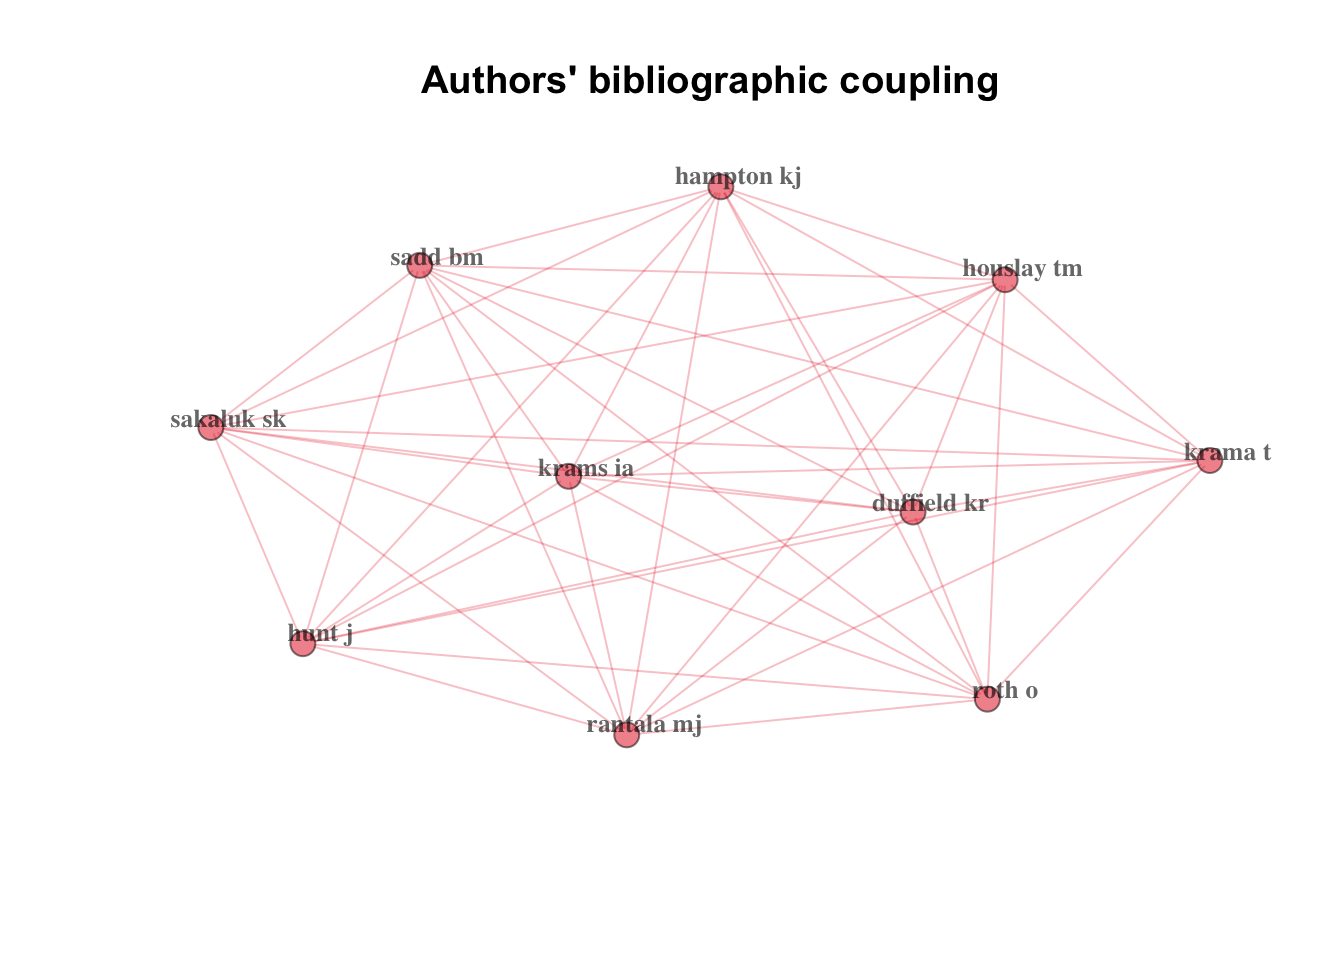 Authors' bibliographic coupling
hampton kj
sadd bm
houslay tm
sakaluk sk
krama t
krams ia
duffield kr
hunt j
roth o
rantala mj